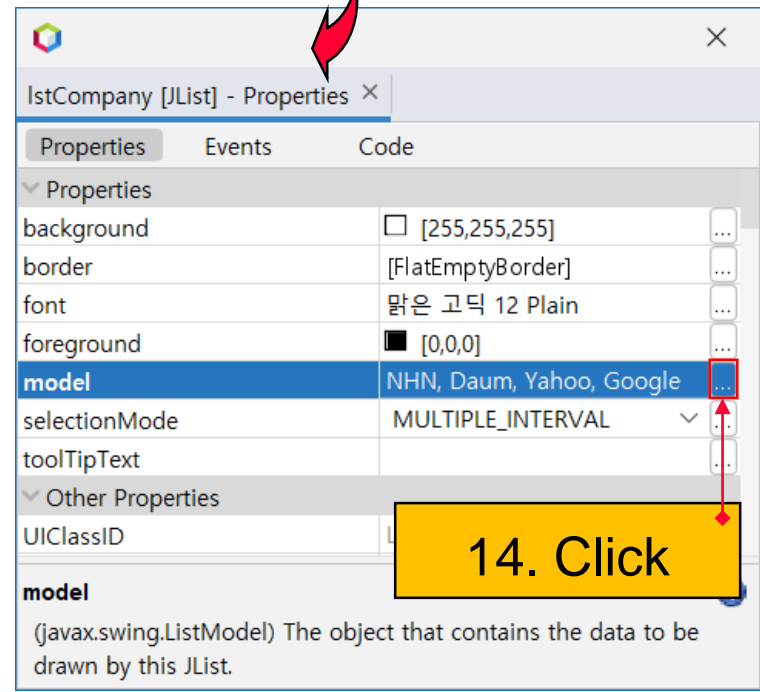 lstCompany [JList] - Properties ×
Properties Events Code
Properties
background [255,255,255] ...
border [FlatEmptyBorder] ...
font 맑은 고딕 12 Plain ...
foreground [0,0,0] ...
model NHN, Daum, Yahoo, Google ...
selectionMode MULTIPLE_INTERVAL ...
toolTipText ...
Other Properties
UIClassID
14. Click
model
(javax.swing.ListModel) The object that contains the data to be
drawn by this JList.